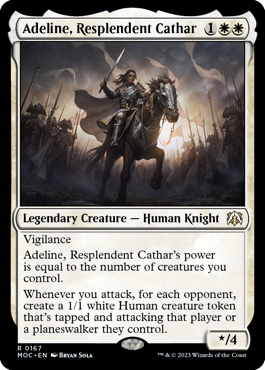 Adeline, Resplendent Cathar 1
Legendary Creature — Human Knight
Vigilance
Adeline, Resplendent Cathar's power
is equal to the number of creatures you
control.
Whenever you attack, for each opponent,
create a 1/1 white Human creature token
that's tapped and attacking that player or
a planeswalker they control.
*/4
R 0167
MOC • EN Bryan Sola
™ & © 2023 Wizards of the Coast